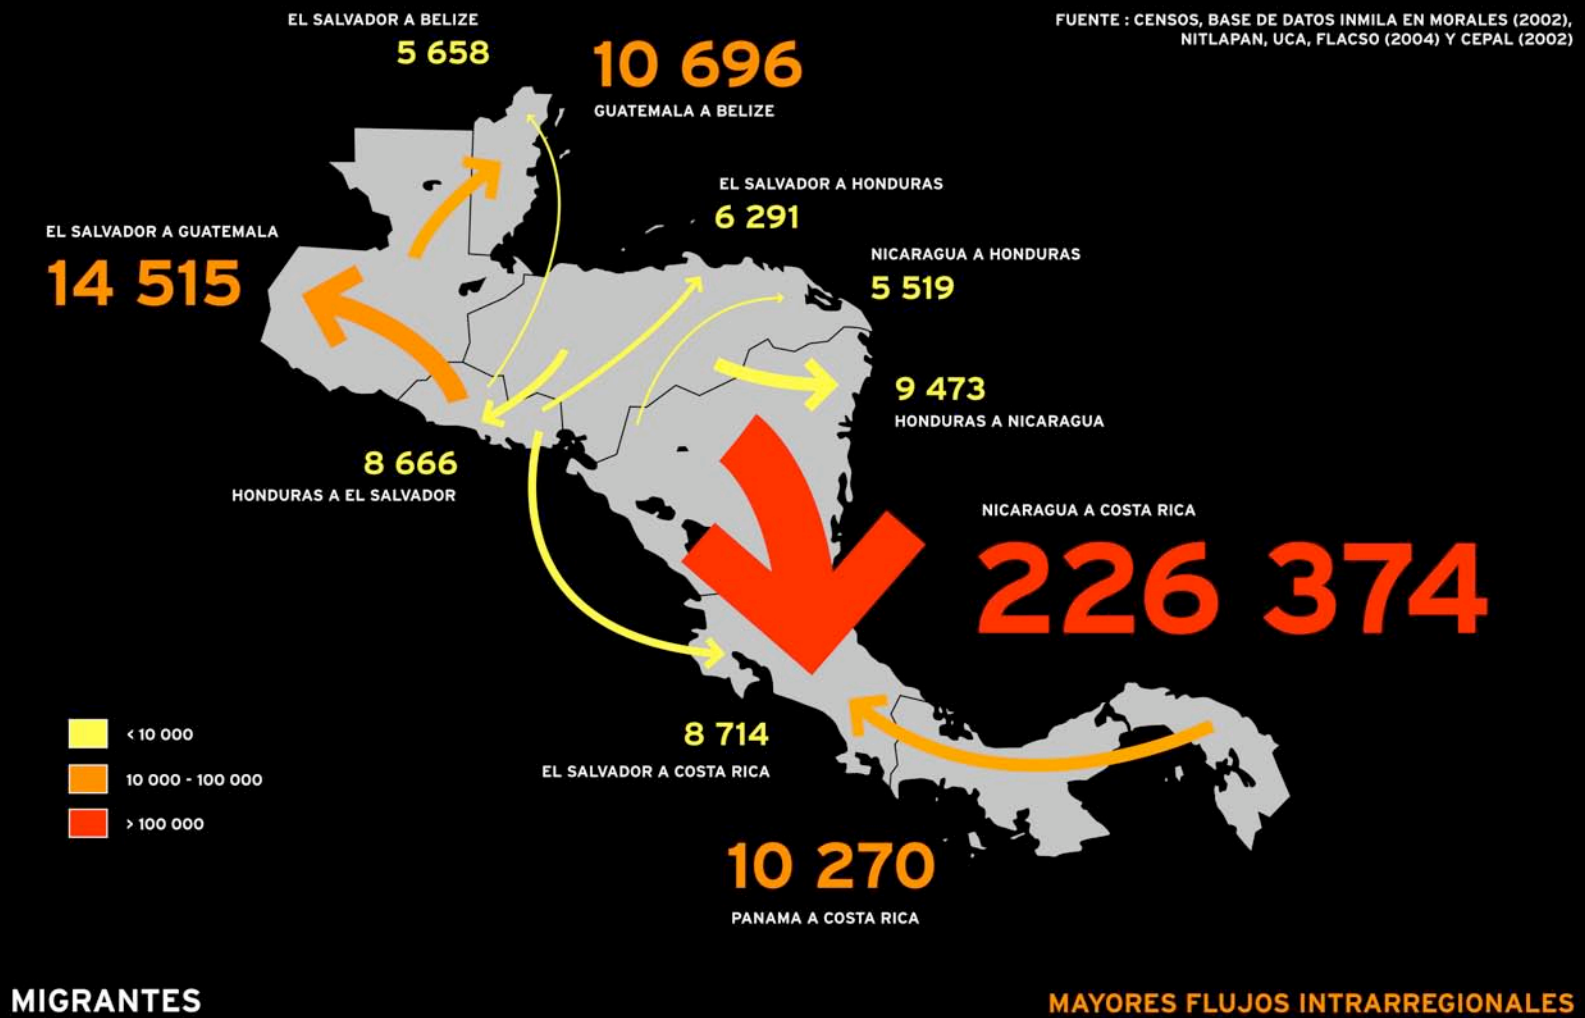 EL SALVADOR A BELIZE
5 658
10 696
GUATEMALA A BELIZE
FUENTE : CENSOS, BASE DE DATOS INMILA EN MORALES (2002),
NITLAPAN, UCA, FLACSO (2004) Y CEPAL (2002)
EL SALVADOR A HONDURAS
6 291
EL SALVADOR A GUATEMALA
14 515
NICARAGUA A HONDURAS
5 519
9 473
HONDURAS A NICARAGUA
8 666
HONDURAS A EL SALVADOR
NICARAGUA A COSTA RICA
226 374
8 714
EL SALVADOR A COSTA RICA
< 10 000
10 000 - 100 000
> 100 000
10 270
PANAMA A COSTA RICA
MIGRANTES
MAYORES FLUJOS INTRARREGIONALES